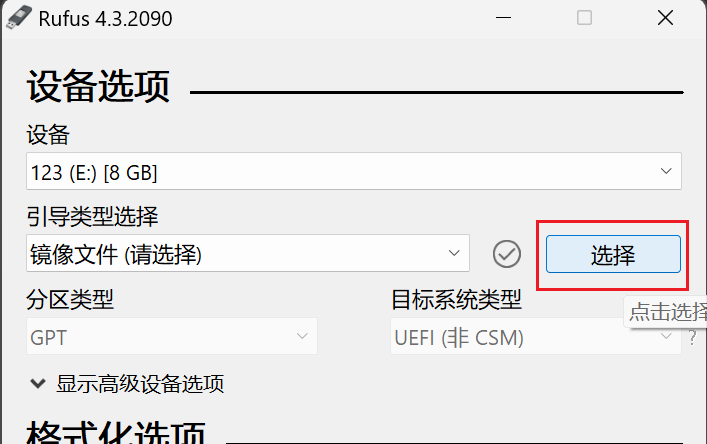 Rufus 4.3.2090
设备选项
设备
123 (E:) [8 GB]
引导类型选择
镜像文件 (请选择)
选择
分区类型
目标系统类型
点击选择
GPT
UEFI (非 CSM)
?
显示高级设备选项
格式化选项